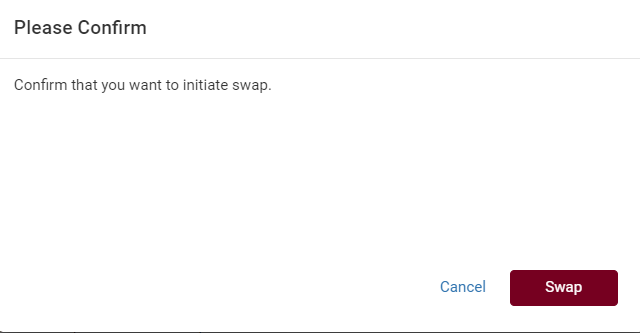 Please Confirm
Confirm that you want to initiate swap.
Cancel
Swap